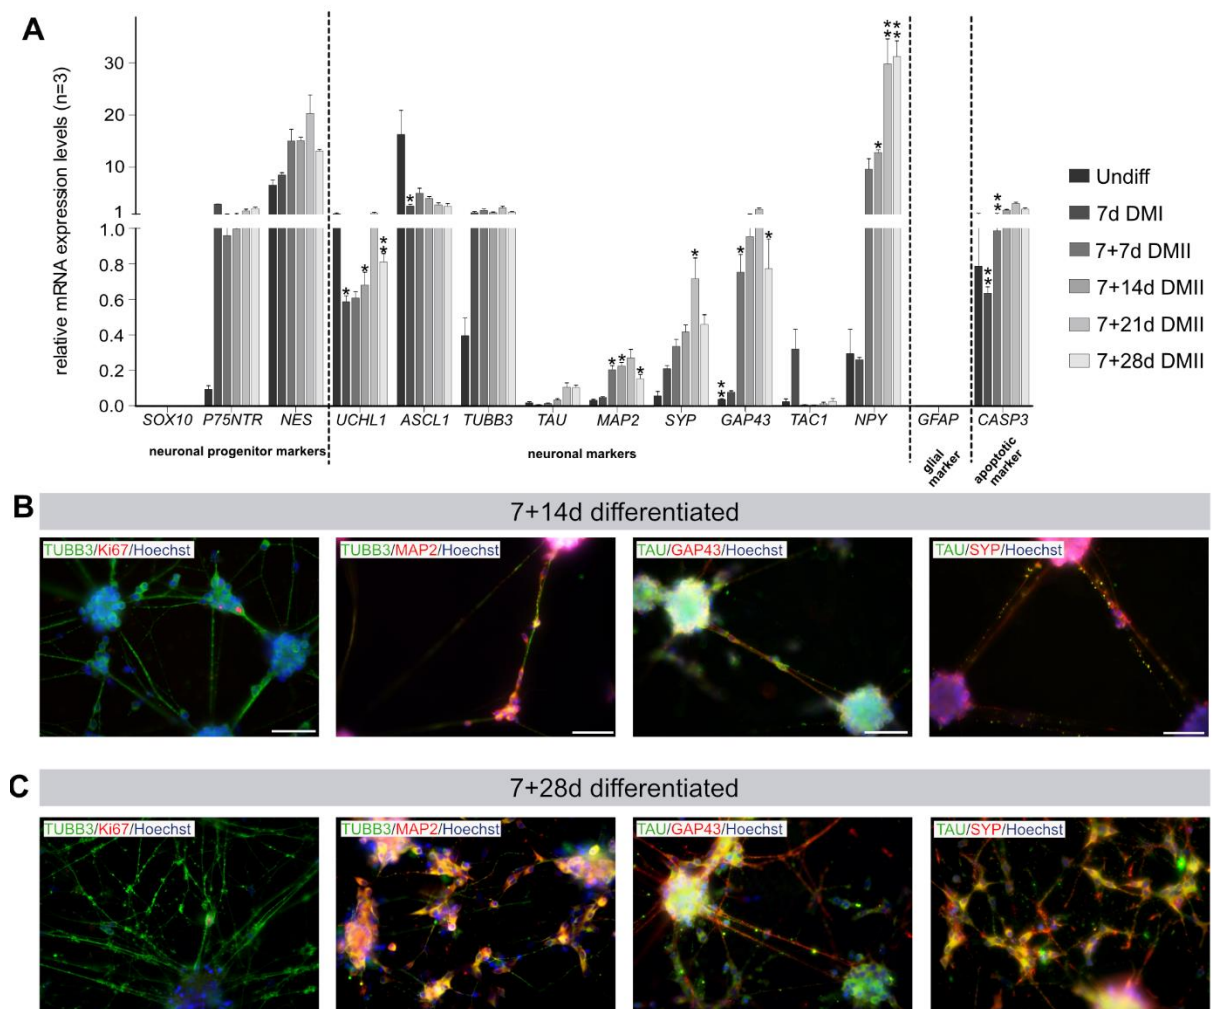 A
relative mRNA expression levels (n=3)
30
20
10
1
1.0
0.8
0.6
0.4
0.2
0.0
* * * * * * * * * * * * * * * * * * * * * *
SOX10 P75NTR NES UCHL1 ASCL1 TUBB3 TAU MAP2 SYP GAP43 TAC1 NPY GFAP CASP3
neuronal progenitor markers
neuronal markers
glial
marker
apoptotic
marker
Undiff
7d DMI
7+7d DMII
7+14d DMII
7+21d DMII
7+28d DMII
B
7+14d differentiated
TUBB3/Ki67/Hoechst
TUBB3/MAP2/Hoechst
TAU/GAP43/Hoechst
TAU/SYP/Hoechst
C
7+28d differentiated
TUBB3/Ki67/Hoechst
TUBB3/MAP2/Hoechst
TAU/GAP43/Hoechst
TAU/SYP/Hoechst